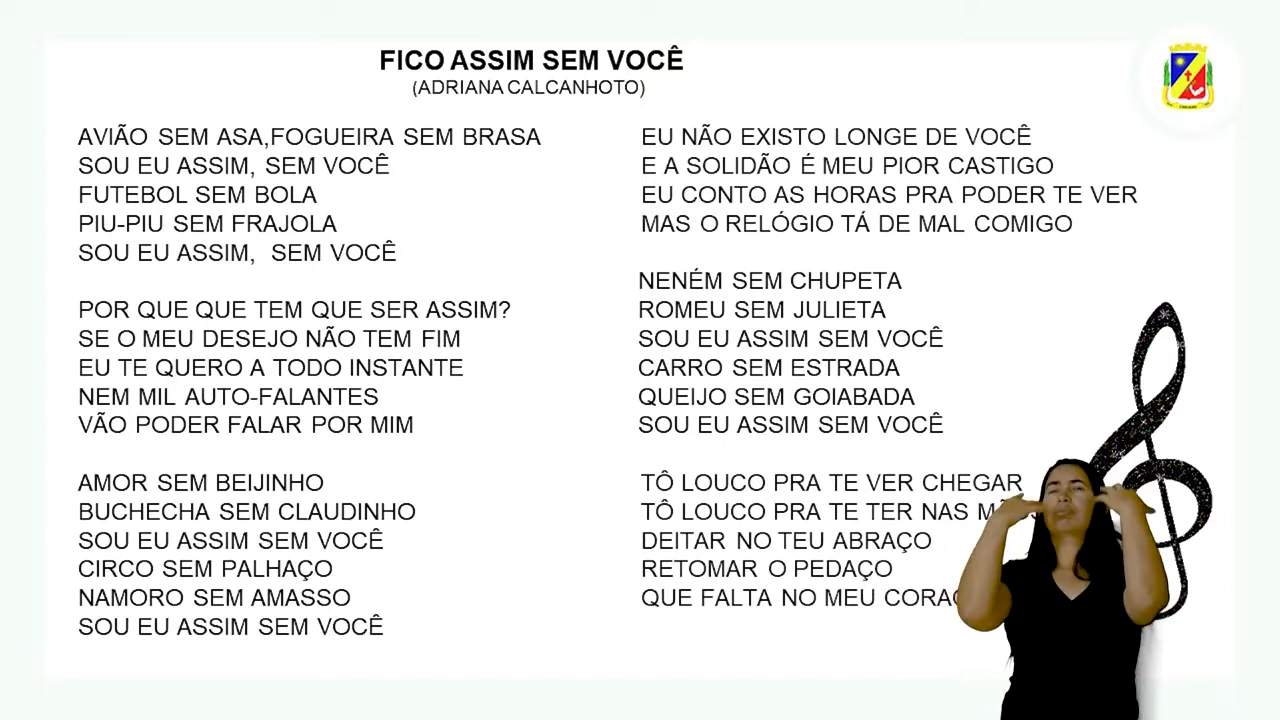 FICO ASSIM SEM VOCÊ
(ADRIANA CALCANHOTO)
AVIÃO SEM ASA,FOGUEIRA SEM BRASA
SOU EU ASSIM, SEM VOCÊ
FUTEBOL SEM BOLA
PIU-PIU SEM FRAJOLA
SOU EU ASSIM, SEM VOCÊ
POR QUE QUE TEM QUE SER ASSIM?
SE O MEU DESEJO NÃO TEM FIM
EU TE QUERO A TODO INSTANTE
NEM MIL AUTO-FALANTES
VÃO PODER FALAR POR MIM
AMOR SEM BEIJINHO
BUCHECHA SEM CLAUDINHO
SOU EU ASSIM SEM VOCÊ
CIRCO SEM PALHAÇO
NAMORO SEM AMASSO
SOU EU ASSIM SEM VOCÊ
EU NÃO EXISTO LONGE DE VOCÊ
E A SOLIDÃO É MEU PIOR CASTIGO
EU CONTO AS HORAS PRA PODER TE VER
MAS O RELÓGIO TÁ DE MAL COMIGO
NENÉM SEM CHUPETA
ROMEU SEM JULIETA
SOU EU ASSIM SEM VOCÊ
CARRO SEM ESTRADA
QUEIJO SEM GOIABADA
SOU EU ASSIM SEM VOCÊ
TÔ LOUCO PRA TE VER CHEGAR
TÔ LOUCO PRA TE TER NAS
DEITAR NO TEU ABRAÇO
RETOMAR O PEDAÇO
QUE FALTA NO MEU